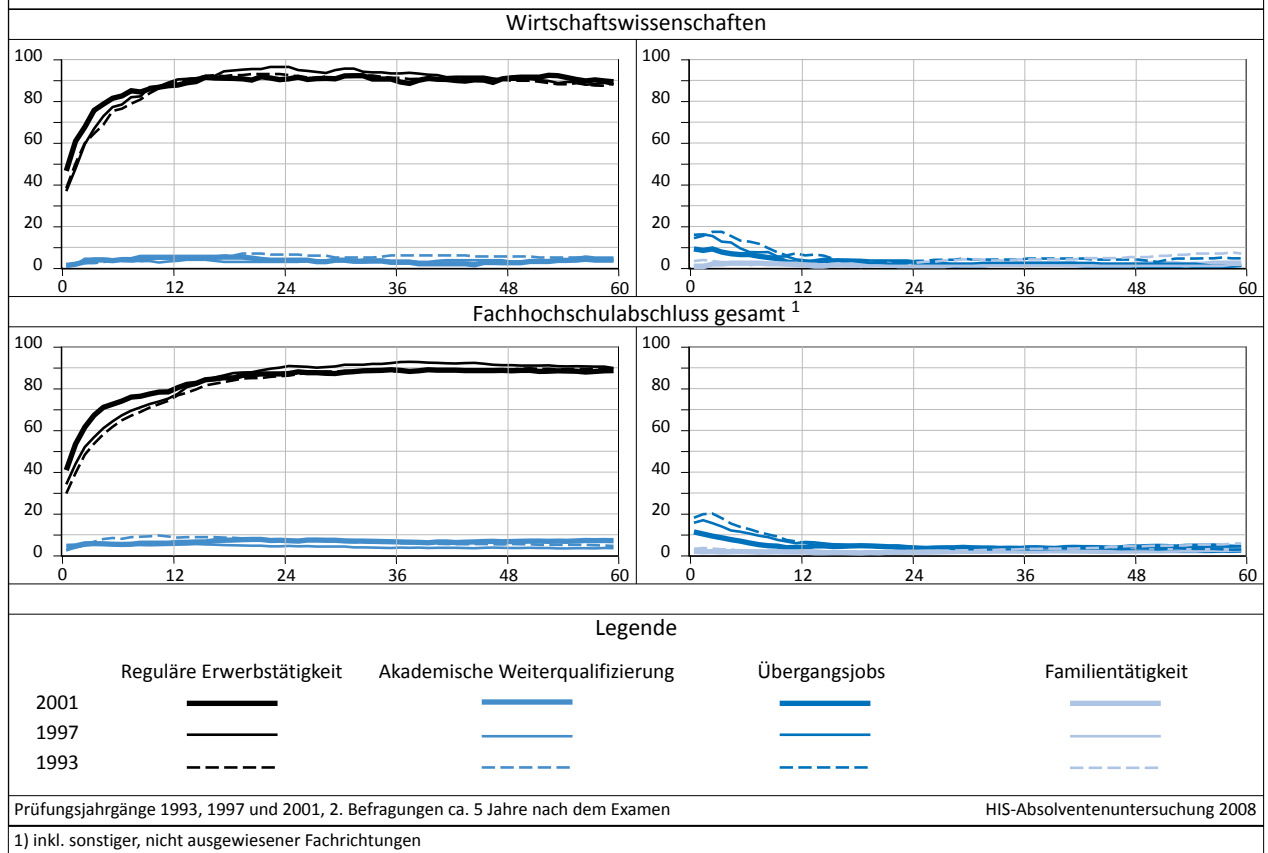 Wirtschaftswissenschaften
100
80
60
40
20
0
0 12 24 36 48 60
100
80
60
40
20
0
0 12 24 36 48 60
Fachhochschulabschluss gesamt 1
100
80
60
40
20
0
0 12 24 36 48 60
100
80
60
40
20
0
0 12 24 36 48 60
Legende
Reguläre Erwerbstätigkeit Akademische Weiterqualifizierung Übergangsjobs Familientätigkeit
2001
1997
1993
Prüfungsjahrgänge 1993, 1997 und 2001, 2. Befragungen ca. 5 Jahre nach dem Examen HIS-Absolventenuntersuchung 2008
1) inkl. sonstiger, nicht ausgewiesener Fachrichtungen